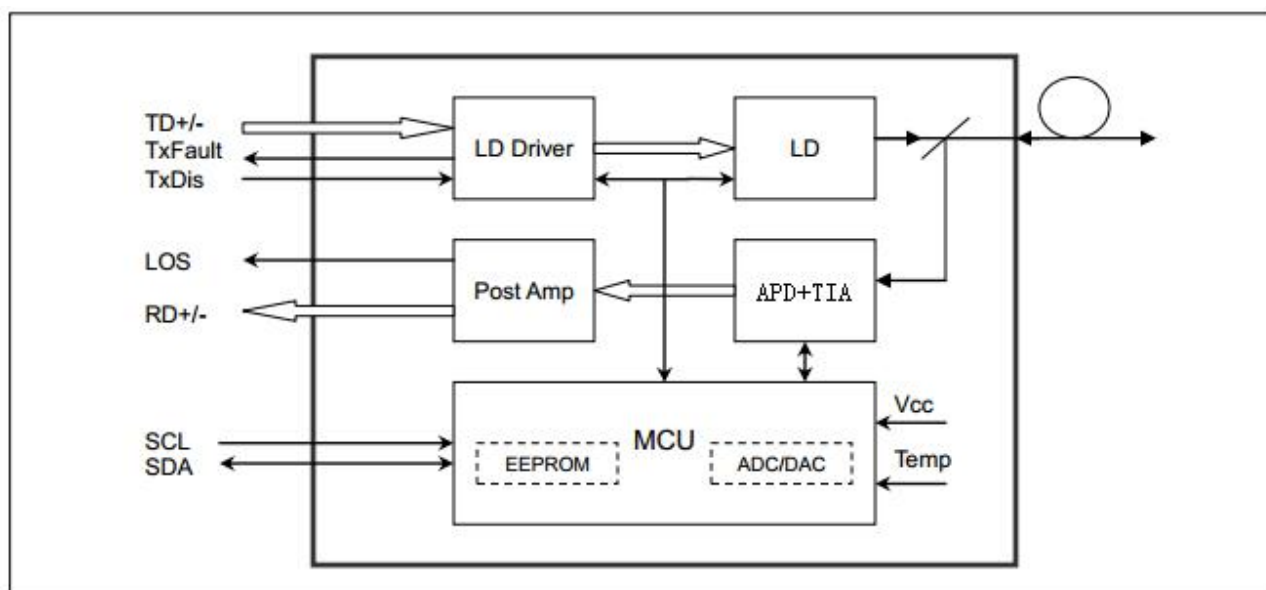 TD+/-
TxFault
TxDis
LD Driver
LD
LOS
RD+/-
Post Amp
APD+TIA
SCL
SDA
MCU
EEPROM
ADC/DAC
Vcc
Temp